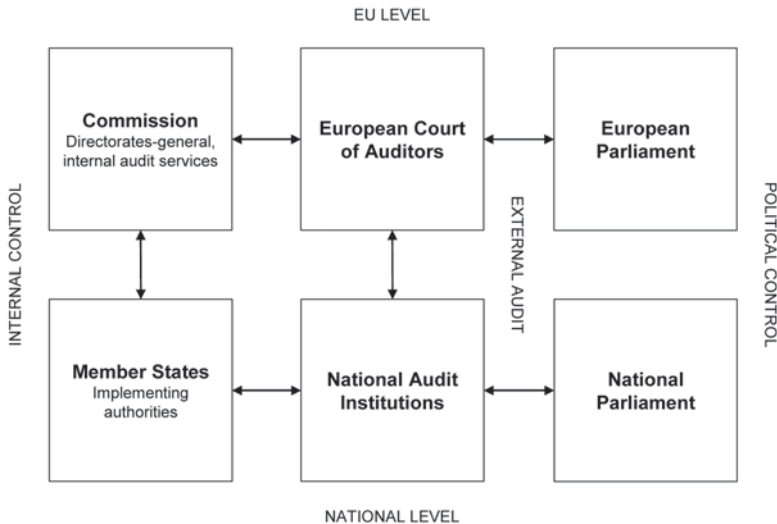 EU LEVEL
Commission
Directorates-general,
internal audit services
European Court
of Auditors
European
Parliament
INTERNAL CONTROL
EXTERNAL AUDIT
POLITICAL CONTROL
Member States
Implementing
authorities
National Audit
Institutions
National
Parliament
NATIONAL LEVEL